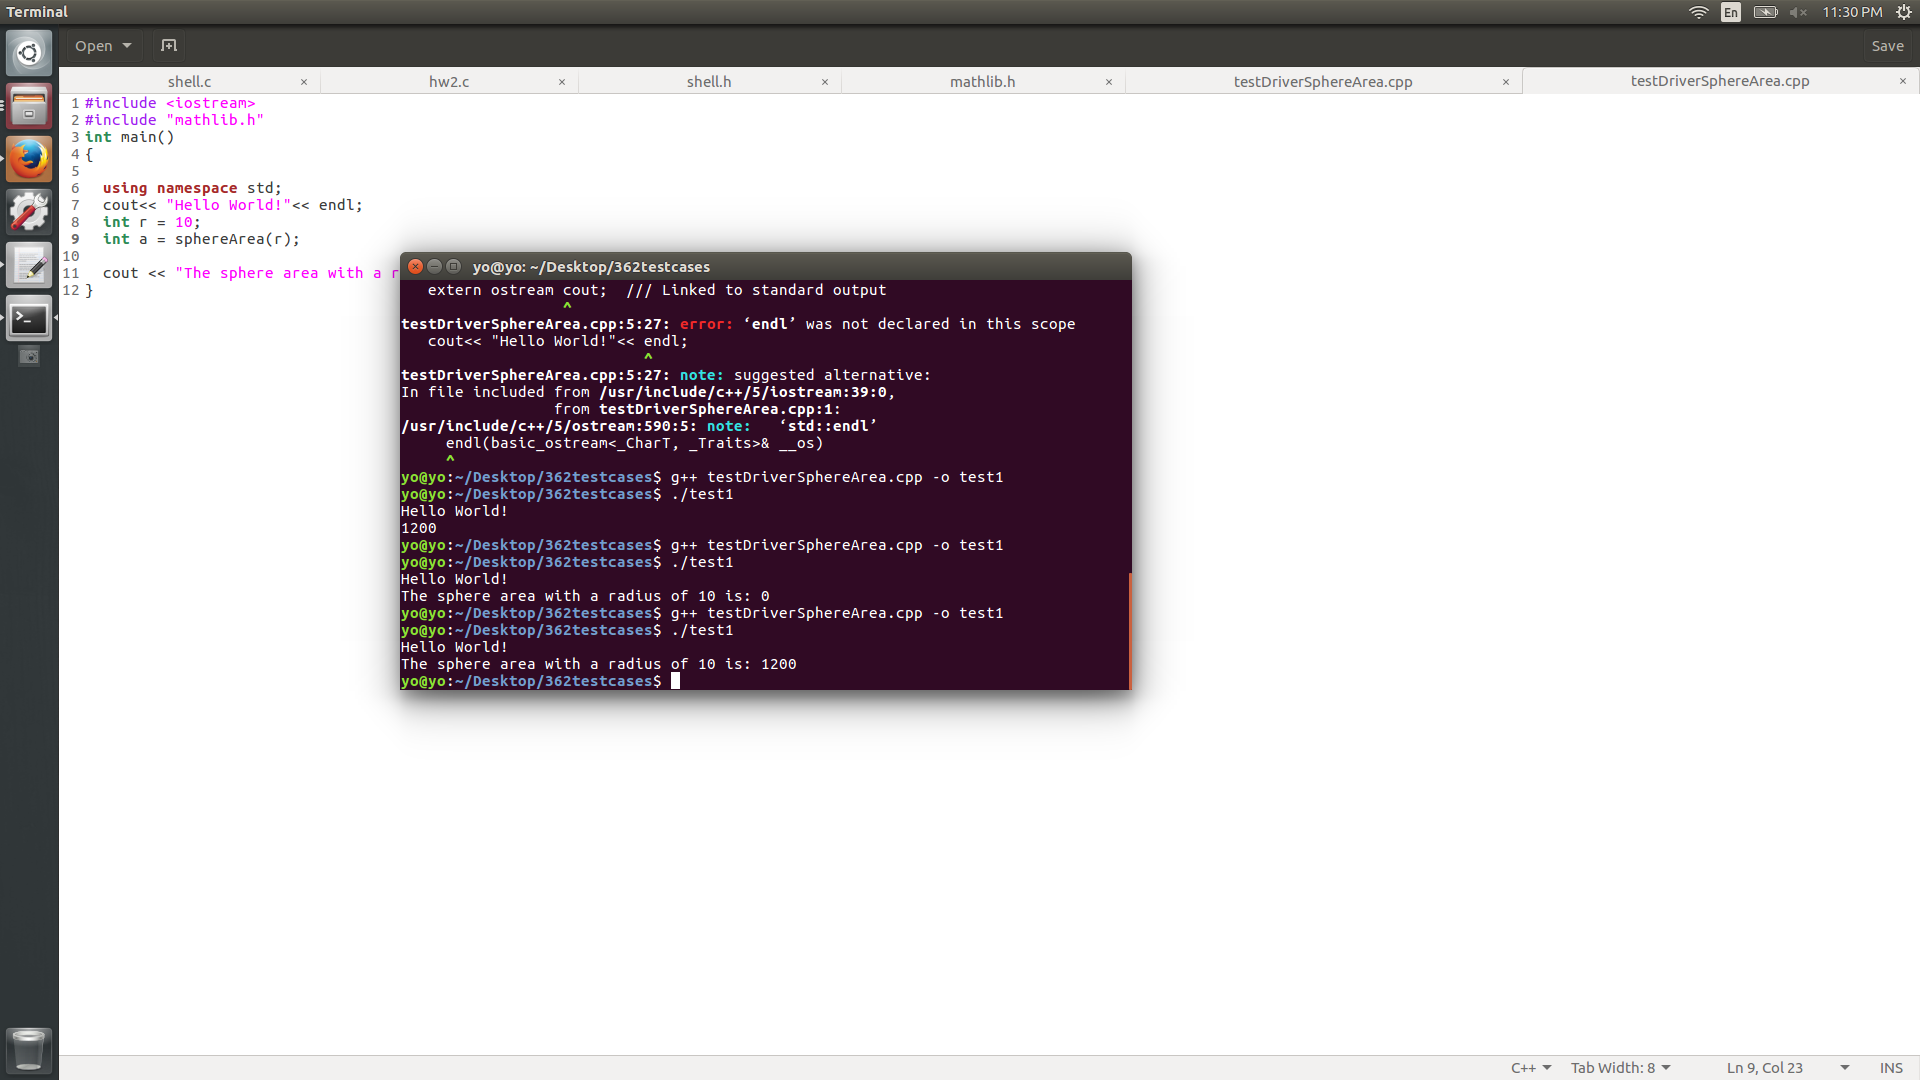 Terminal
En
11:30 PM
Open
Save
shell.c × hw2.c × shell.h × mathlib.h × testDriverSphereArea.cpp × testDriverSphereArea.cpp ×
1 #include <iostream>
2 #include "mathlib.h"
3 int main()
4 {
5
6   using namespace std;
7   cout<< "Hello World!"<< endl;
8   int r = 10;
9   int a = sphereArea(r);
10
11   cout << "The sphere area with a r
12 }
yo@yo: ~/Desktop/362testcases
   extern ostream cout;  /// Linked to standard output
                  ^
testDriverSphereArea.cpp:5:27: error: ‘endl’ was not declared in this scope
   cout<< "Hello World!"<< endl;
                           ^
testDriverSphereArea.cpp:5:27: note: suggested alternative:
In file included from /usr/include/c++/5/iostream:39:0,
                 from testDriverSphereArea.cpp:1:
/usr/include/c++/5/ostream:590:5: note:   ‘std::endl’
     endl(basic_ostream<_CharT, _Traits>& __os)
     ^
yo@yo:~/Desktop/362testcases$ g++ testDriverSphereArea.cpp -o test1
yo@yo:~/Desktop/362testcases$ ./test1
Hello World!
1200
yo@yo:~/Desktop/362testcases$ g++ testDriverSphereArea.cpp -o test1
yo@yo:~/Desktop/362testcases$ ./test1
Hello World!
The sphere area with a radius of 10 is: 0
yo@yo:~/Desktop/362testcases$ g++ testDriverSphereArea.cpp -o test1
yo@yo:~/Desktop/362testcases$ ./test1
Hello World!
The sphere area with a radius of 10 is: 1200
yo@yo:~/Desktop/362testcases$
C++ Tab Width: 8 Ln 9, Col 23 INS